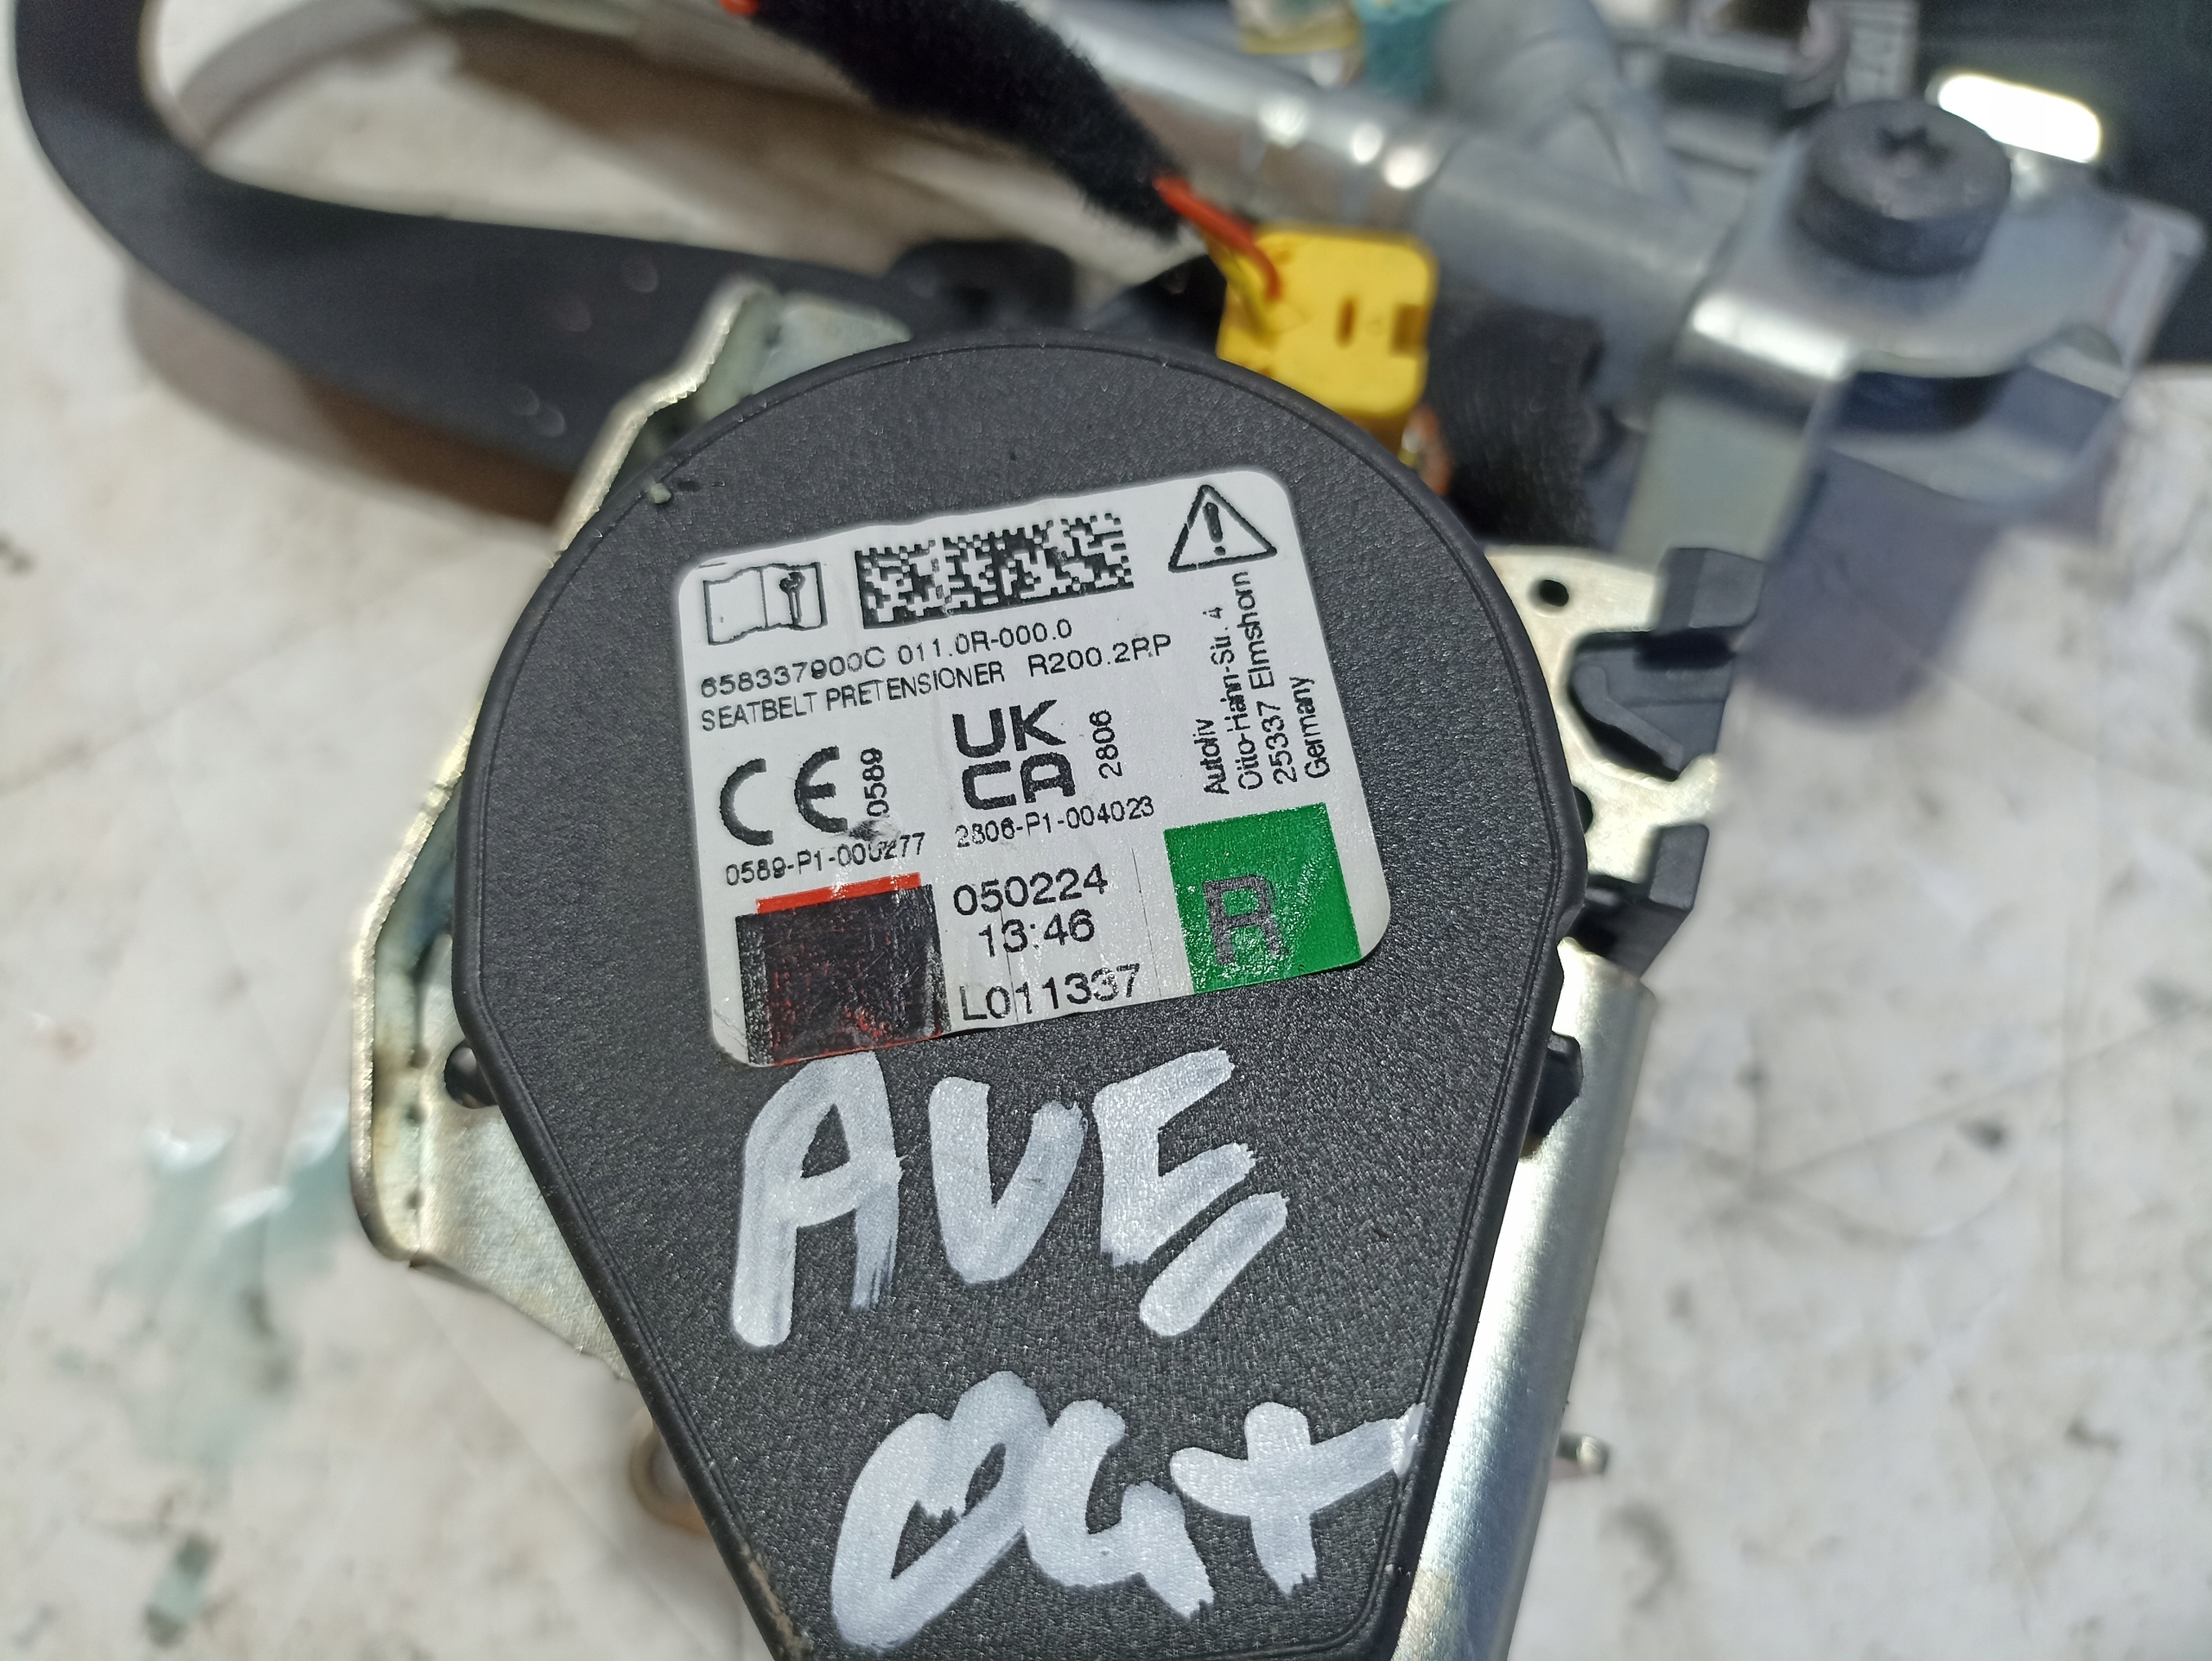 658337900C 011.0R-000.0
SEATBELT PRETENSIONER R200.2RP
CE 0589
UK
CA 2806
0589-P1-000277
2806-P1-004023
Autoliv
Otto-Hahn-Str. 4
25337 Elmshorn
Germany
050224
13:46
L011337
R
AVE,